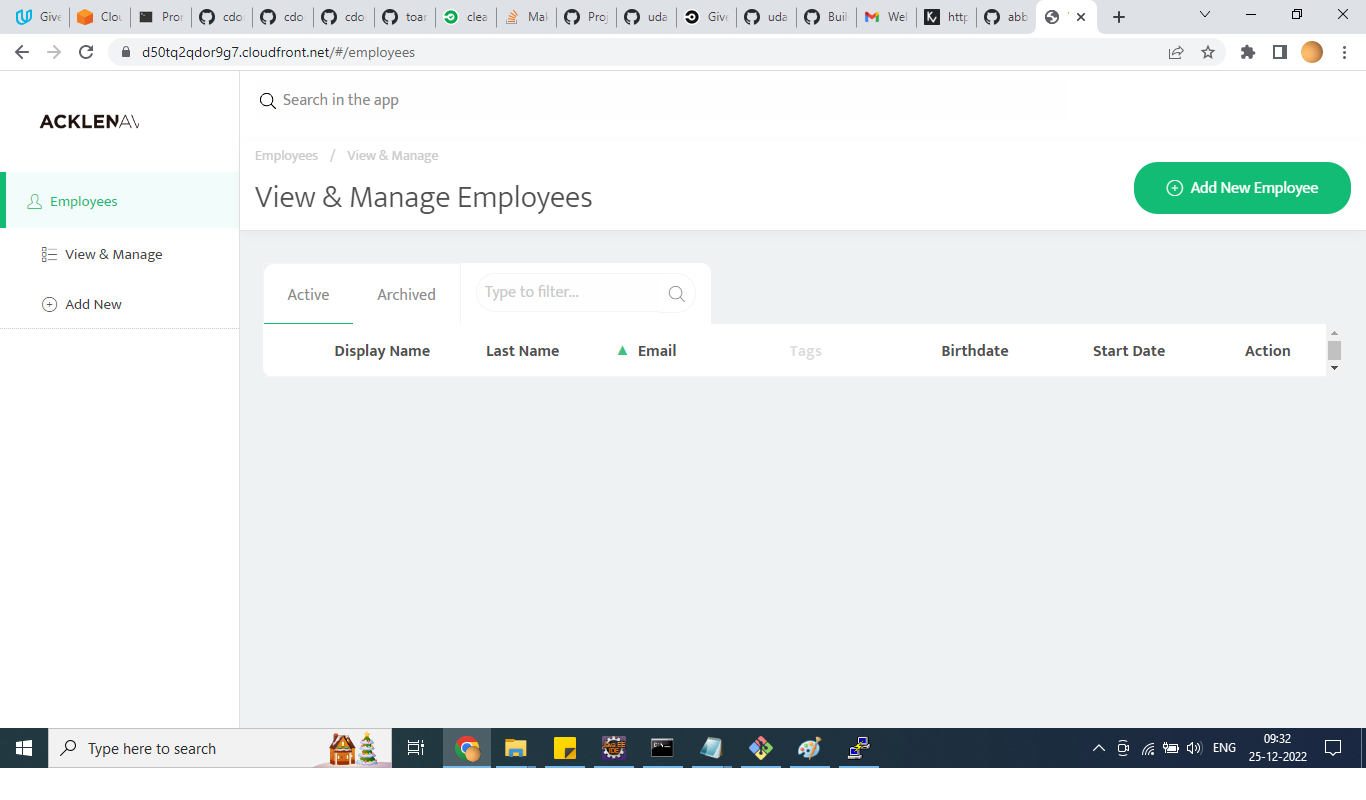 Give
Clou
Pro
cdo
cdo
cdo
toar
clea
Mak
Proj
uda
Give
uda
Buil
Wel
http
abb
d50tq2qdor9g7.cloudfront.net/#/employees
ACKLENAV
Search in the app
Employees / View & Manage
View & Manage Employees
Add New Employee
Employees
View & Manage
Add New
Active
Archived
Type to filter...
Display Name
Last Name
Email
Tags
Birthdate
Start Date
Action
Type here to search
ENG
09:32
25-12-2022